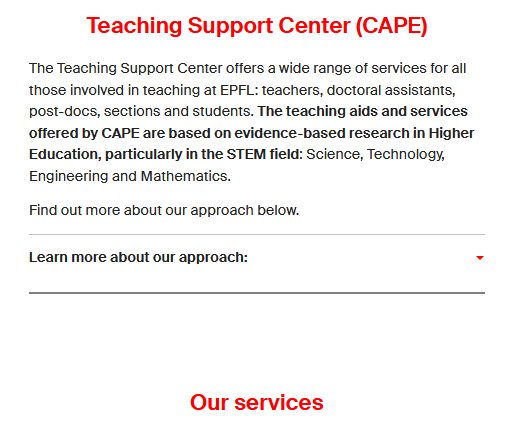 Teaching Support Center (CAPE)
The Teaching Support Center offers a wide range of services for all
those involved in teaching at EPFL: teachers, doctoral assistants,
post-docs, sections and students. The teaching aids and services
offered by CAPE are based on evidence-based research in Higher
Education, particularly in the STEM field: Science, Technology,
Engineering and Mathematics.
Find out more about our approach below.
Learn more about our approach:
Our services